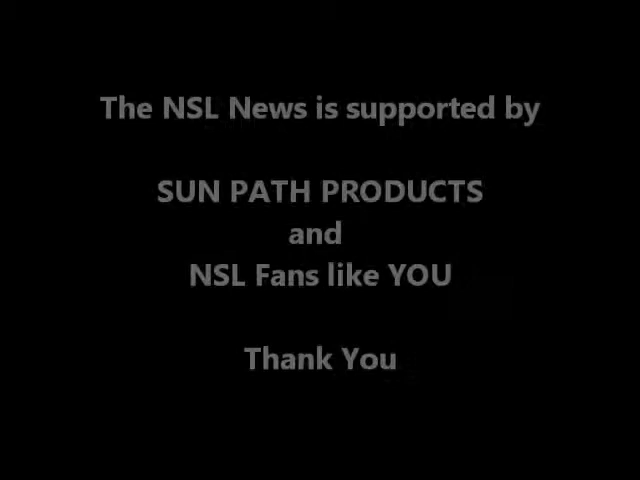 The NSL News is supported by
SUN PATH PRODUCTS
and
NSL Fans like YOU
Thank You